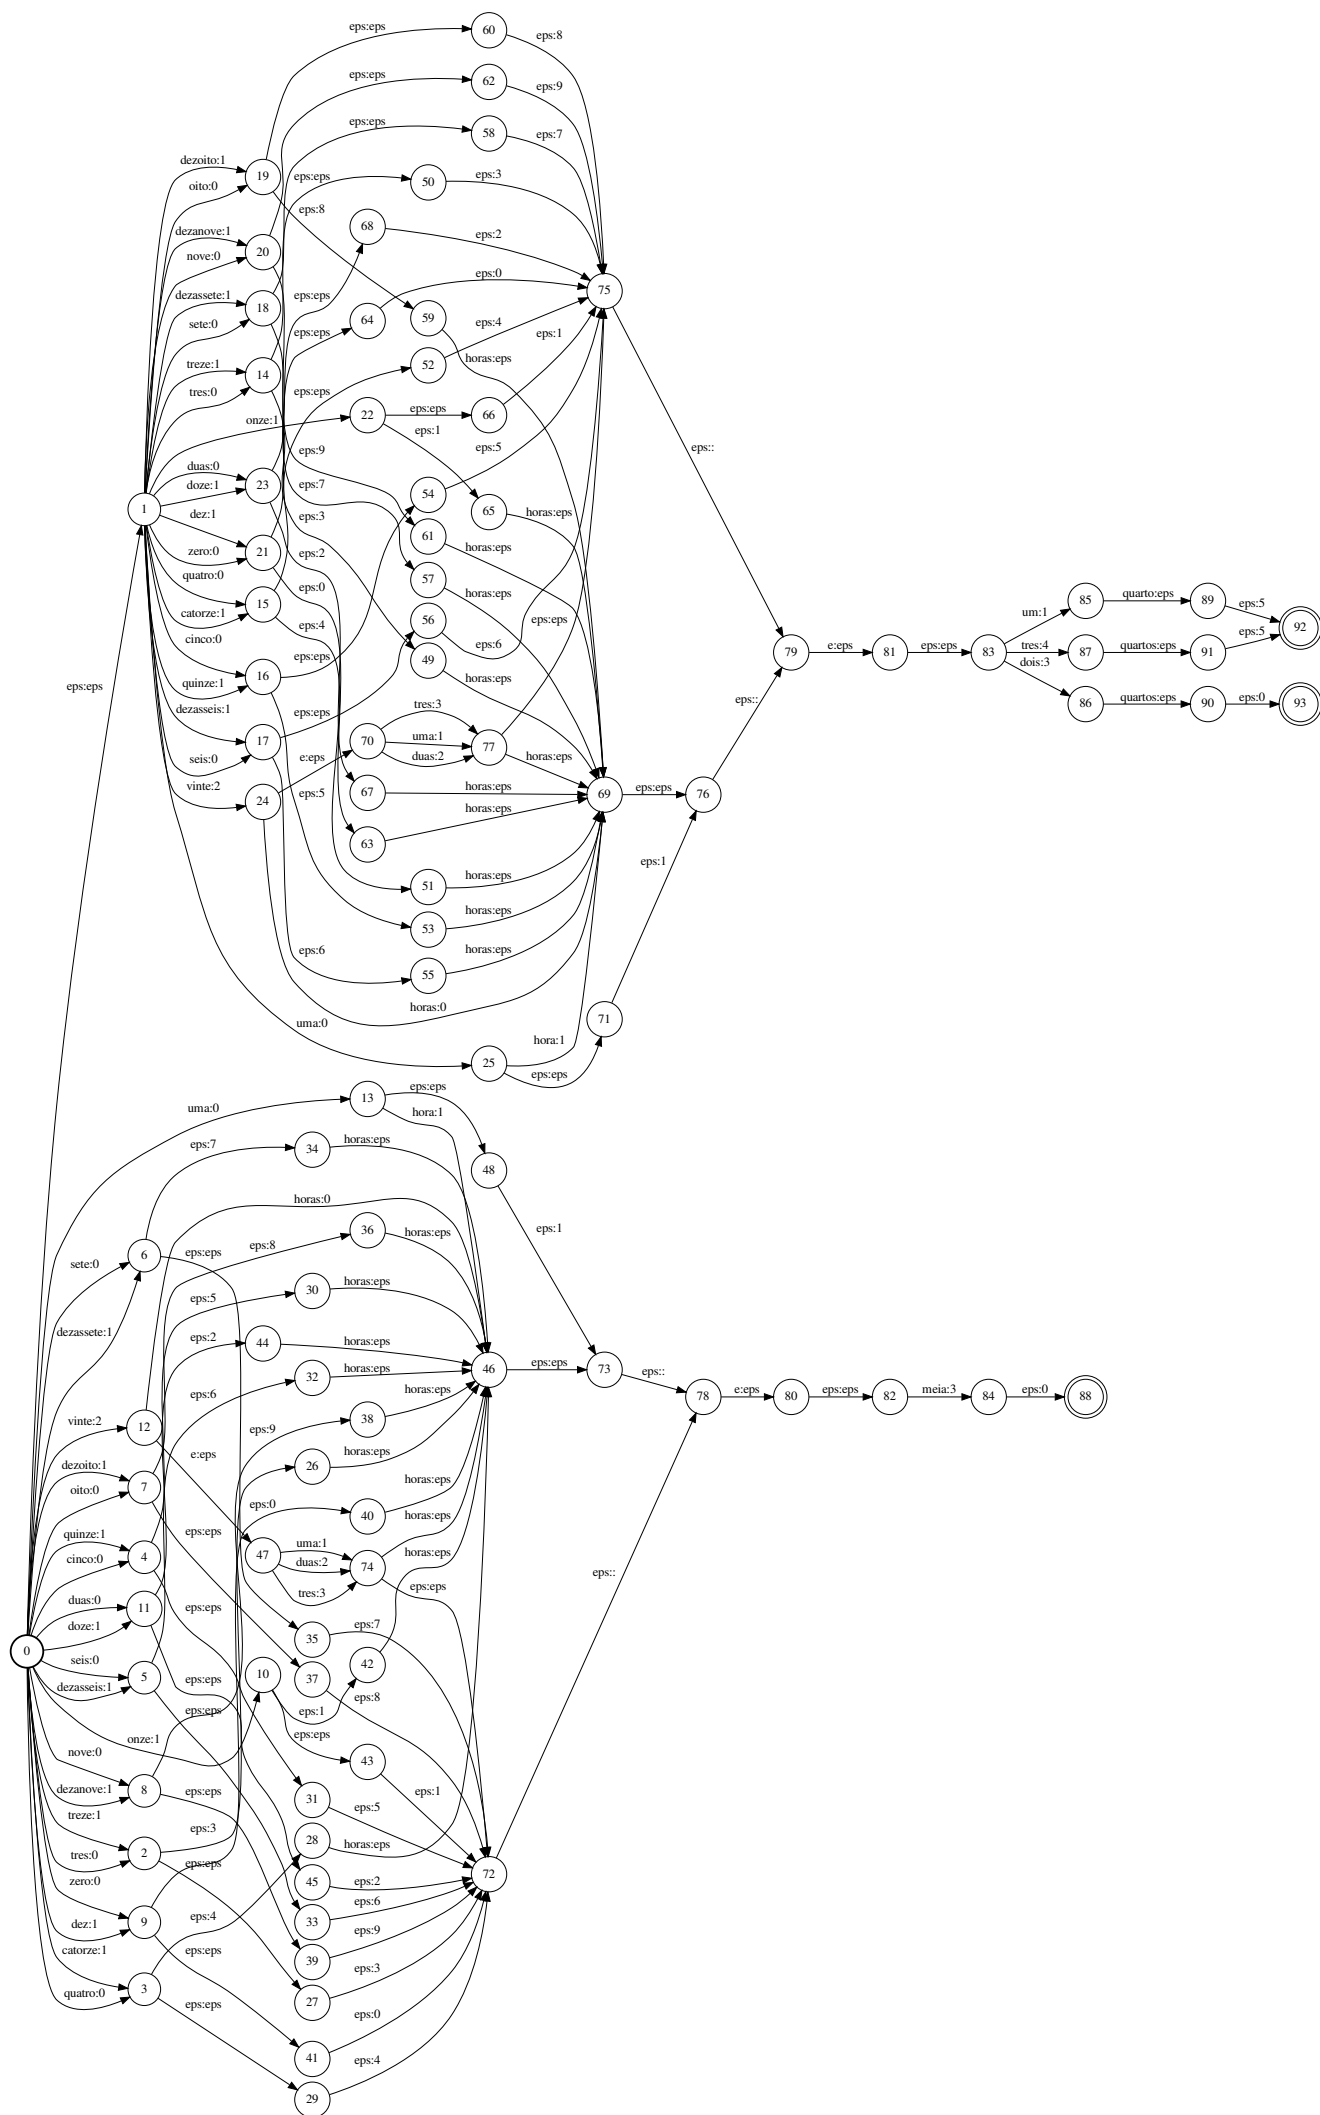 60
eps:eps
eps:8
62
eps:eps
eps:9
58
eps:eps
eps:7
dezoito:1
19
eps:eps
50
eps:3
oito:0
eps:8
dezanove:1
20
68
eps:2
nove:0
eps:0
75
dezassete:1
18
eps:eps
64
59
sete:0
eps:eps
eps:4
eps:1
treze:1
14
52
horas:eps
tres:0
eps:eps
onze:1
22
eps:eps
66
eps:1
eps::
eps:9
eps:5
duas:0
23
eps:7
54
doze:1
1
65
horas:eps
dez:1
eps:3
61
horas:eps
zero:0
21
eps:2
quatro:0
eps:0
57
horas:eps
85
quarto:eps
89
eps:5
catorze:1
15
eps:4
56
eps:eps
um:1
92
cinco:0
eps:6
79
e:eps
81
eps:eps
83
tres:4
87
quartos:eps
91
eps:5
quinze:1
16
eps:eps
49
horas:eps
dois:3
eps:eps
dezasseis:1
eps:eps
tres:3
eps::
86
quartos:eps
90
eps:0
93
seis:0
17
70
uma:1
77
e:eps
duas:2
horas:eps
vinte:2
24
eps:5
67
horas:eps
69
eps:eps
76
horas:eps
63
eps:1
51
horas:eps
53
horas:eps
eps:6
55
horas:eps
horas:0
71
uma:0
hora:1
25
eps:eps
13
eps:eps
uma:0
hora:1
34
horas:eps
eps:7
48
horas:0
36
horas:eps
eps:1
6
eps:eps
eps:8
sete:0
30
horas:eps
eps:5
dezassete:1
44
horas:eps
eps:2
32
horas:eps
46
eps:eps
73
eps::
eps:6
78
e:eps
80
eps:eps
82
meia:3
84
eps:0
88
vinte:2
12
38
horas:eps
eps:9
e:eps
26
horas:eps
dezoito:1
7
horas:eps
oito:0
eps:0
40
horas:eps
quinze:1
eps:eps
uma:1
cinco:0
4
47
duas:2
74
horas:eps
tres:3
eps:eps
eps::
duas:0
11
eps:eps
doze:1
35
eps:7
0
seis:0
5
10
42
dezasseis:1
eps:eps
37
eps:8
eps:1
eps:eps
onze:1
eps:eps
nove:0
43
dezanove:1
8
eps:eps
31
eps:5
eps:1
treze:1
eps:3
28
horas:eps
tres:0
2
eps:eps
72
zero:0
45
eps:2
dez:1
9
eps:4
33
eps:6
catorze:1
eps:eps
39
eps:9
quatro:0
3
eps:eps
27
eps:3
eps:0
41
eps:4
29